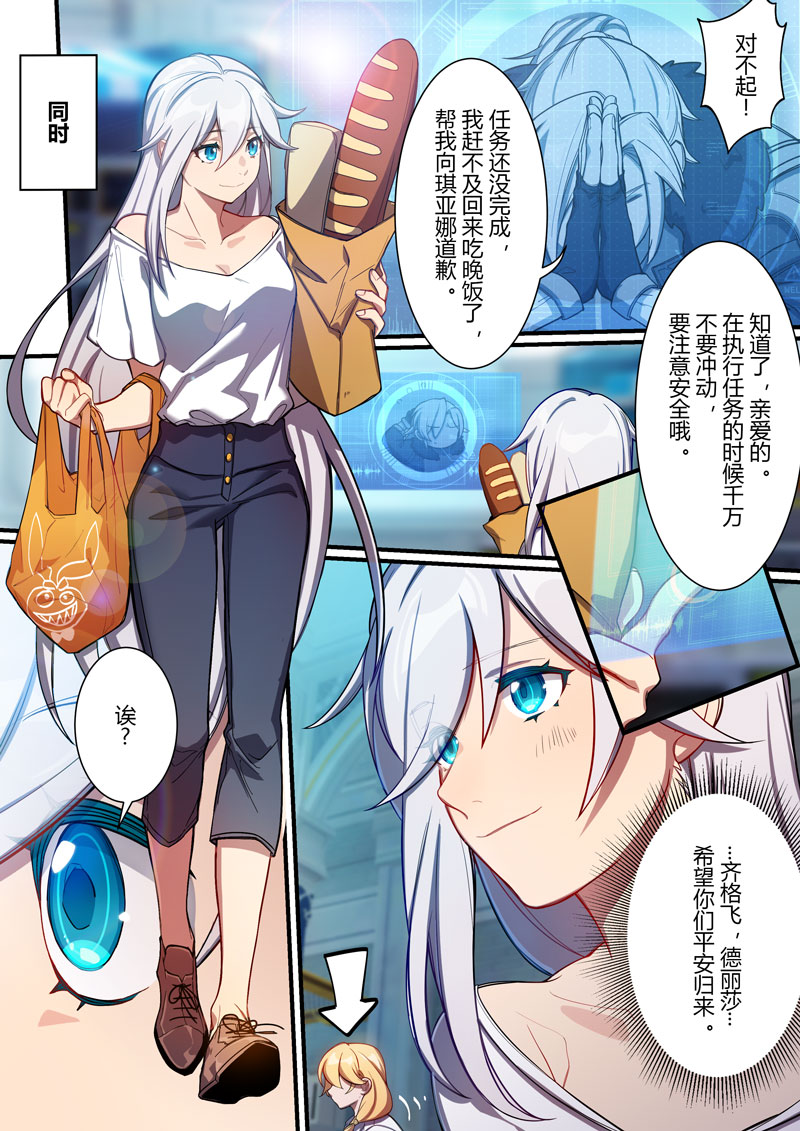 同时
对不起！
任务还没完成，
我赶不及回来吃晚饭了，
帮我向琪亚娜道歉。
知道了，亲爱的。
在执行任务的时候千万
不要冲动，
要注意安全哦。
…齐格飞，德丽莎…
希望你们平安归来。
诶？